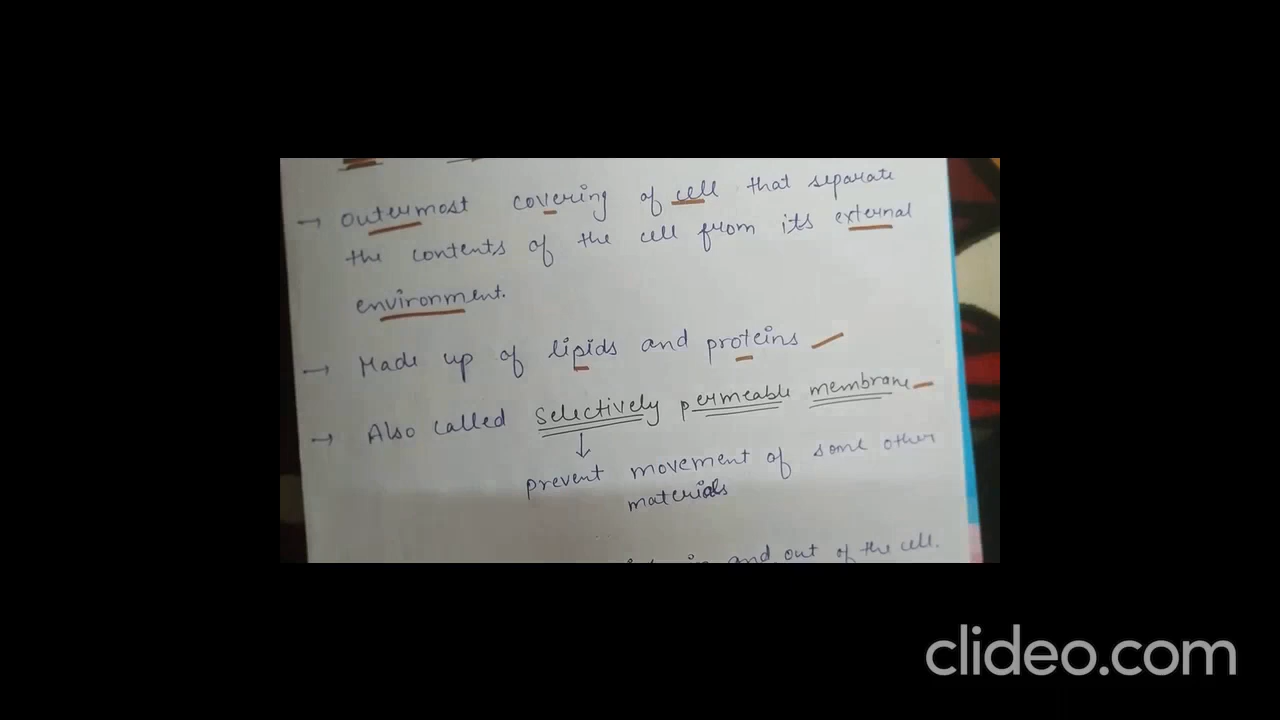 → Outermost covering of cell that separate
the contents of the cell from its external
environment.
→ Made up of lipids and proteins
→ Also called Selectively permeable membrane
↓
prevent movement of some other
materials
in and out of the cell.
clideo.com